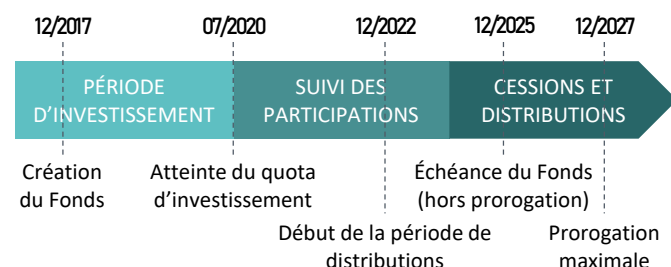 12/2017 07/2020 12/2022 12/2025 12/2027
PÉRIODE
D'INVESTISSEMENT
SUIVI DES
PARTICIPATIONS
CESSIONS ET
DISTRIBUTIONS
Création
du Fonds
Atteinte du quota
d'investissement
Échéance du Fonds
(hors prorogation)
Début de la période de
distributions
Prorogation
maximale